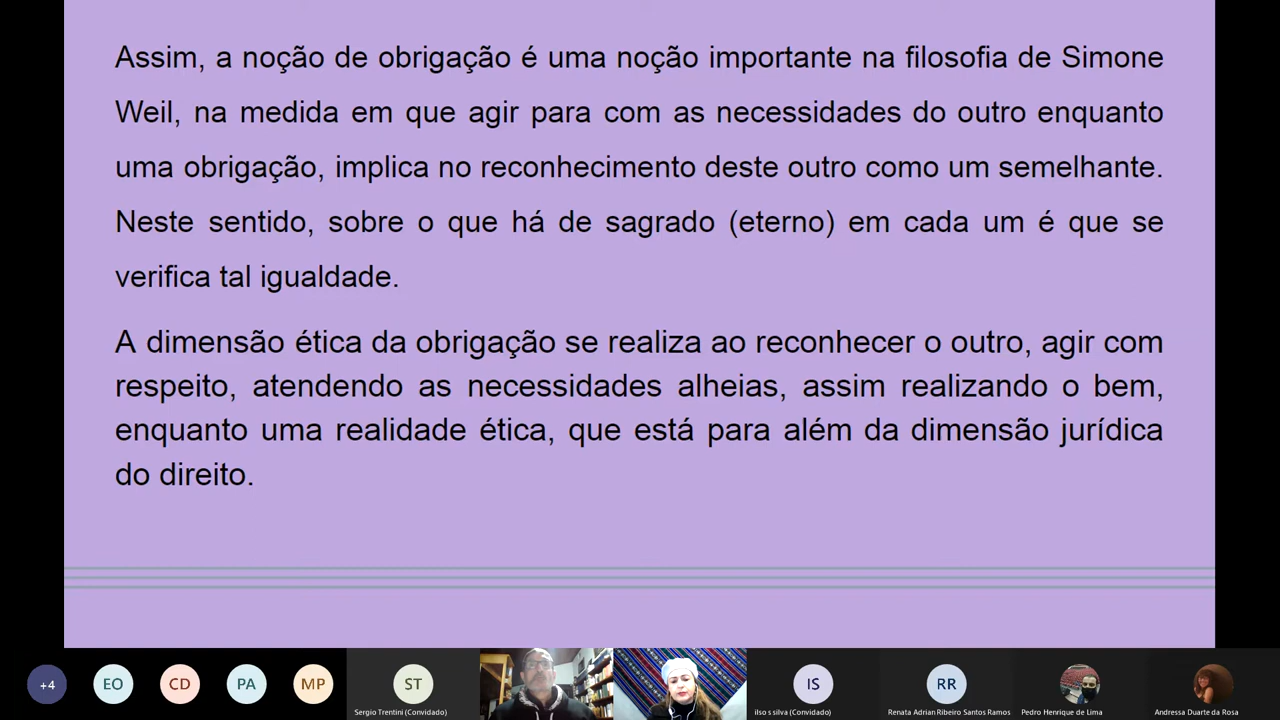 Assim, a noção de obrigação é uma noção importante na filosofia de Simone
Weil, na medida em que agir para com as necessidades do outro enquanto
uma obrigação, implica no reconhecimento deste outro como um semelhante.
Neste sentido, sobre o que há de sagrado (eterno) em cada um é que se
verifica tal igualdade.
A dimensão ética da obrigação se realiza ao reconhecer o outro, agir com
respeito, atendendo as necessidades alheias, assim realizando o bem,
enquanto uma realidade ética, que está para além da dimensão jurídica
do direito.
+4 EO CD PA MP ST IS RR
Sergio Trentini (Convidado) ilso s silva (Convidado) Renata Adrian Ribeiro Santos Ramos Pedro Henrique de Lima Andressa Duarte da Rosa